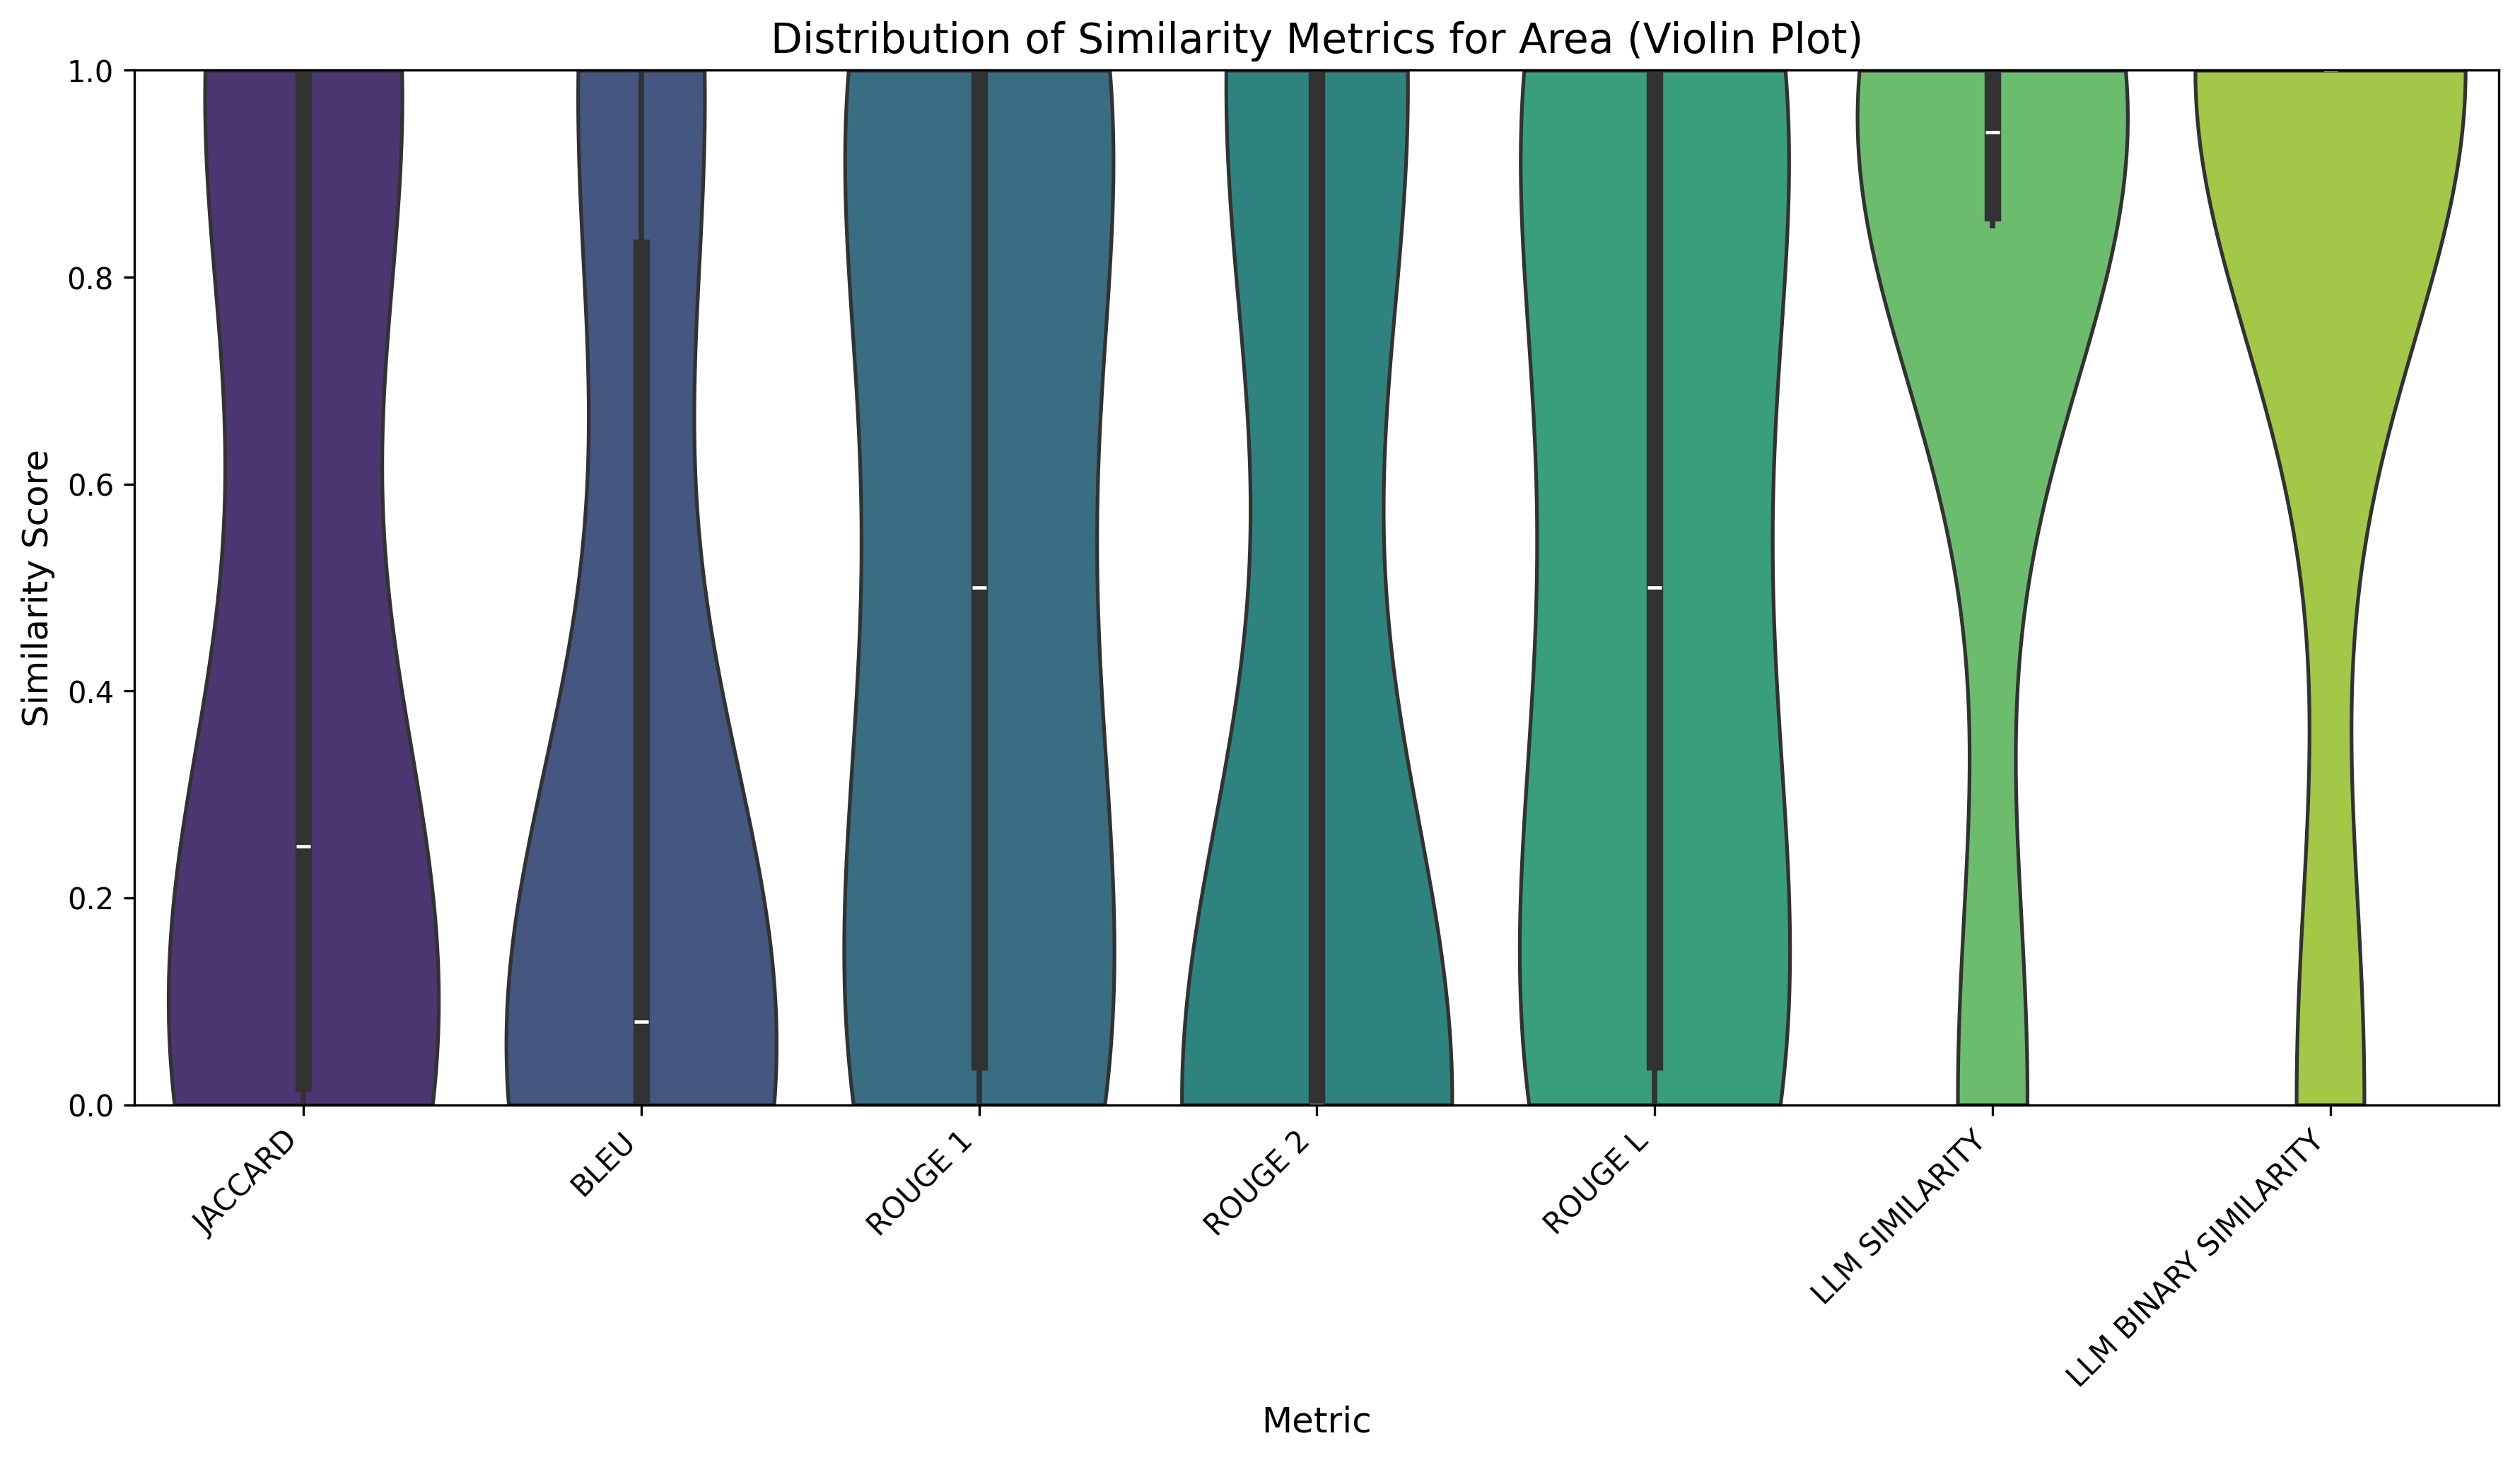 Distribution of Similarity Metrics for Area (Violin Plot)
Similarity Score
1.0
0.8
0.6
0.4
0.2
0.0
JACCARD
BLEU
ROUGE 1
ROUGE 2
ROUGE L
LLM SIMILARITY
LLM BINARY SIMILARITY
Metric